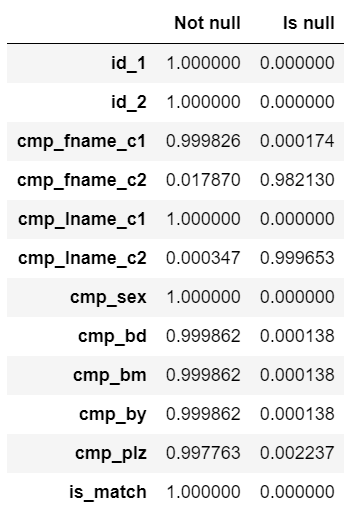 Not null Is null
id_1 1.000000 0.000000
id_2 1.000000 0.000000
cmp_fname_c1 0.999826 0.000174
cmp_fname_c2 0.017870 0.982130
cmp_lname_c1 1.000000 0.000000
cmp_lname_c2 0.000347 0.999653
cmp_sex 1.000000 0.000000
cmp_bd 0.999862 0.000138
cmp_bm 0.999862 0.000138
cmp_by 0.999862 0.000138
cmp_plz 0.997763 0.002237
is_match 1.000000 0.000000